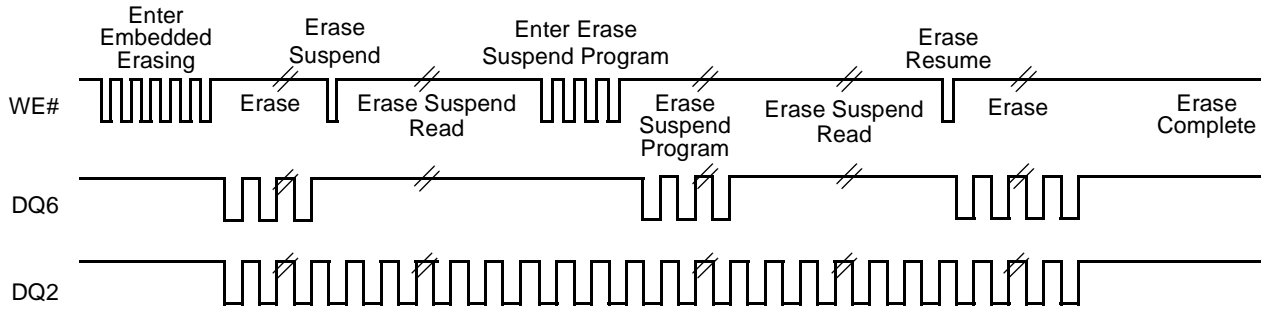 Enter
Embedded
Erasing
Erase
Suspend
Enter Erase
Suspend Program
Erase
Resume
WE#
Erase
Erase Suspend
Read
Erase
Suspend
Program
Erase Suspend
Read
Erase
Erase
Complete
DQ6
DQ2